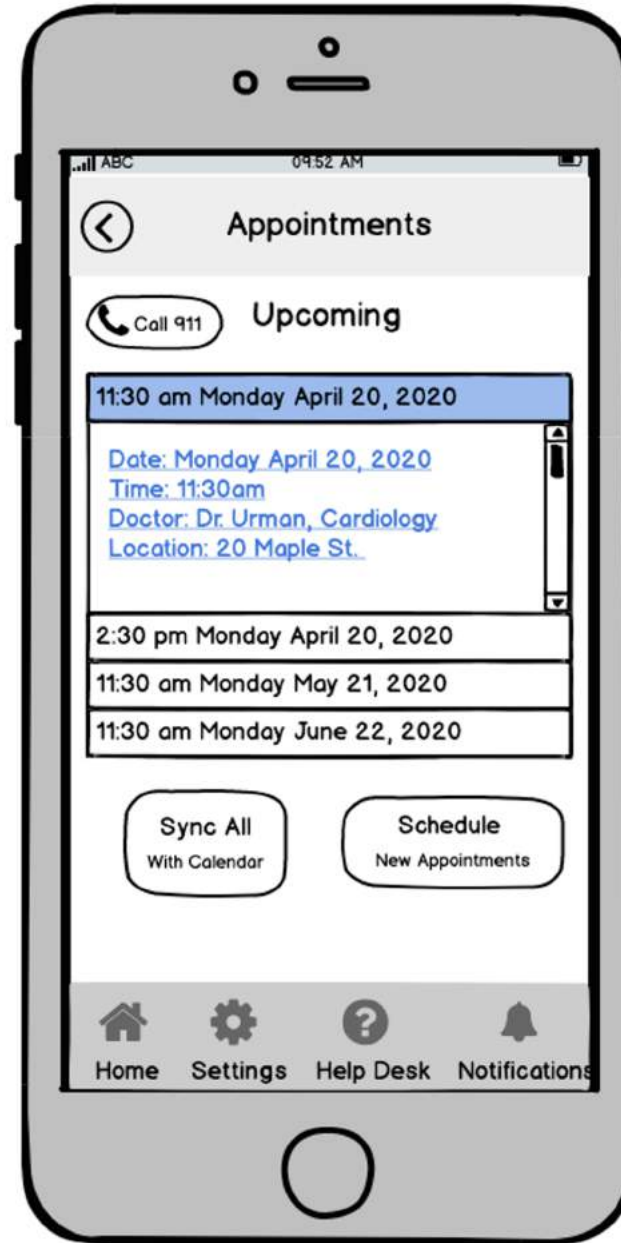 ABC 09:52 AM
Appointments
Call 911
Upcoming
11:30 am Monday April 20, 2020
Date: Monday April 20, 2020
Time: 11:30am
Doctor: Dr. Urman, Cardiology
Location: 20 Maple St.
2:30 pm Monday April 20, 2020
11:30 am Monday May 21, 2020
11:30 am Monday June 22, 2020
Sync All
With Calendar
Schedule
New Appointments
Home Settings Help Desk Notifications